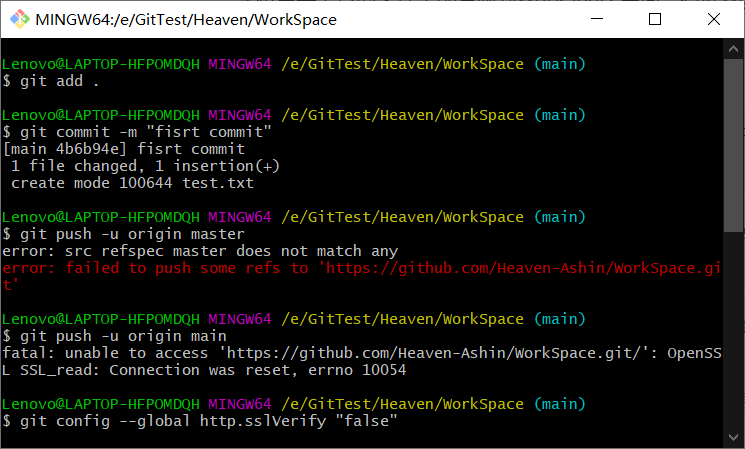 MINGW64:/e/GitTest/Heaven/WorkSpace
Lenovo@LAPTOP-HFPOMDQH MINGW64 /e/GitTest/Heaven/WorkSpace (main)
$ git add .
Lenovo@LAPTOP-HFPOMDQH MINGW64 /e/GitTest/Heaven/WorkSpace (main)
$ git commit -m "fisrt commit"
[main 4b6b94e] fisrt commit
 1 file changed, 1 insertion(+)
 create mode 100644 test.txt
Lenovo@LAPTOP-HFPOMDQH MINGW64 /e/GitTest/Heaven/WorkSpace (main)
$ git push -u origin master
error: src refspec master does not match any
error: failed to push some refs to 'https://github.com/Heaven-Ashin/WorkSpace.gi
t'
Lenovo@LAPTOP-HFPOMDQH MINGW64 /e/GitTest/Heaven/WorkSpace (main)
$ git push -u origin main
fatal: unable to access 'https://github.com/Heaven-Ashin/WorkSpace.git/': OpenSS
L SSL_read: Connection was reset, errno 10054
Lenovo@LAPTOP-HFPOMDQH MINGW64 /e/GitTest/Heaven/WorkSpace (main)
$ git config --global http.sslVerify "false"